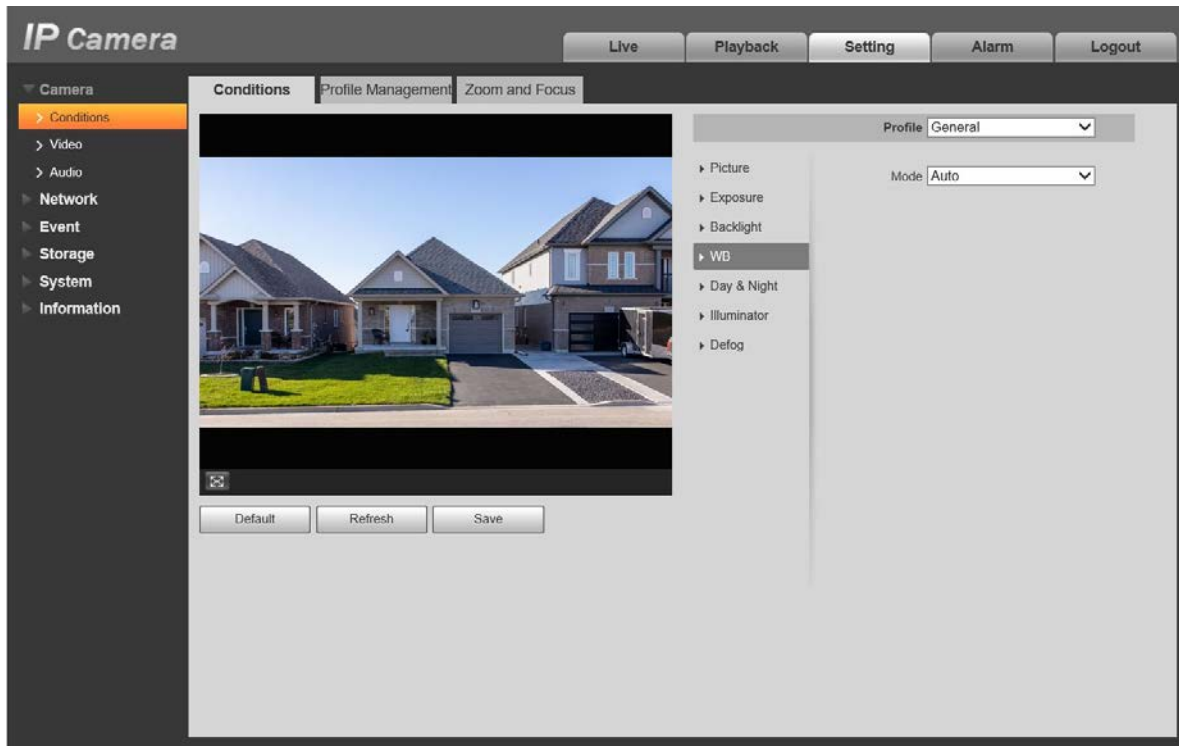 IP Camera
Live
Playback
Setting
Alarm
Logout
Camera
Conditions
Video
Audio
Network
Event
Storage
System
Information
Conditions
Profile Management
Zoom and Focus
Profile General
Picture
Exposure
Backlight
WB
Day & Night
Illuminator
Defog
Mode Auto
Default
Refresh
Save